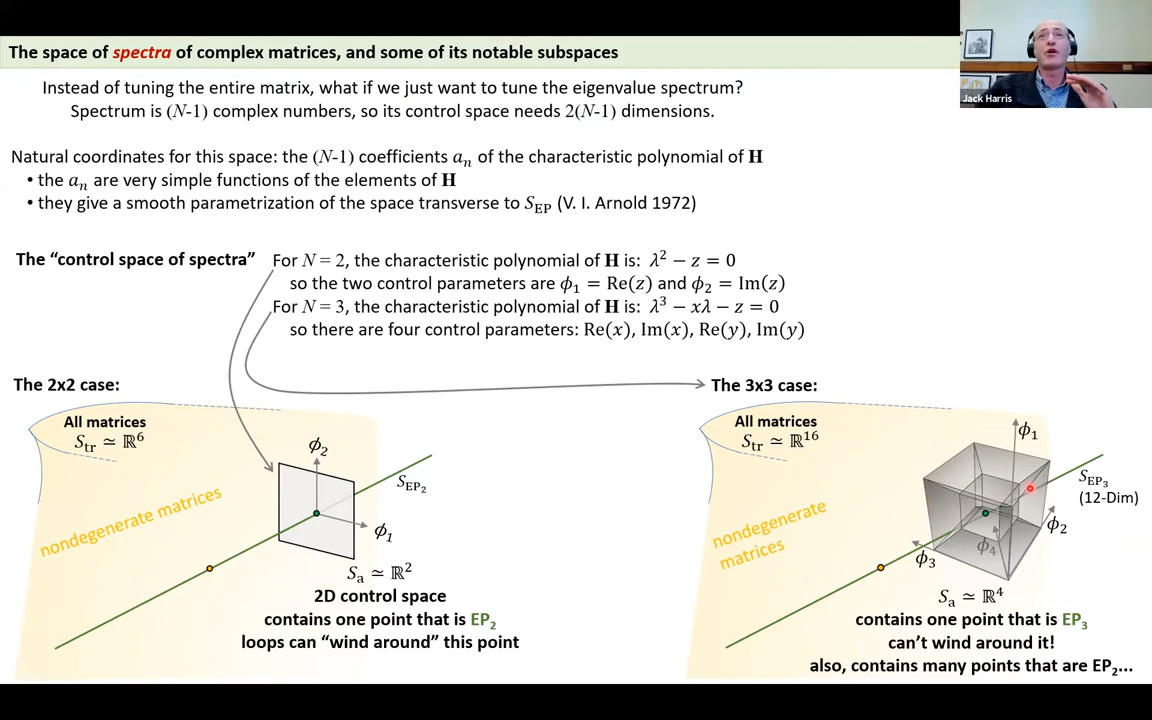 The space of spectra of complex matrices, and some of its notable subspaces
Jack Harris
Instead of tuning the entire matrix, what if we just want to tune the eigenvalue spectrum?
Spectrum is (N-1) complex numbers, so its control space needs 2(N-1) dimensions.
Natural coordinates for this space: the (N-1) coefficients aₙ of the characteristic polynomial of H
• the aₙ are very simple functions of the elements of H
• they give a smooth parametrization of the space transverse to S_EP (V. I. Arnold 1972)
The “control space of spectra”
For N = 2, the characteristic polynomial of H is: λ² − z = 0
so the two control parameters are ϕ₁ = Re(z) and ϕ₂ = Im(z)
For N = 3, the characteristic polynomial of H is: λ³ − xλ − z = 0
so there are four control parameters: Re(x), Im(x), Re(y), Im(y)
The 2x2 case:
All matrices
S_tr ≃ ℝ⁶
nondegenerate matrices
ϕ₂
S_EP₂
ϕ₁
Sₐ ≃ ℝ²
2D control space
contains one point that is EP₂
loops can “wind around” this point
The 3x3 case:
All matrices
S_tr ≃ ℝ¹⁶
nondegenerate
matrices
ϕ₁
S_EP₃
(12-Dim)
ϕ₂
ϕ₄
ϕ₃
Sₐ ≃ ℝ⁴
contains one point that is EP₃
can’t wind around it!
also, contains many points that are EP₂...